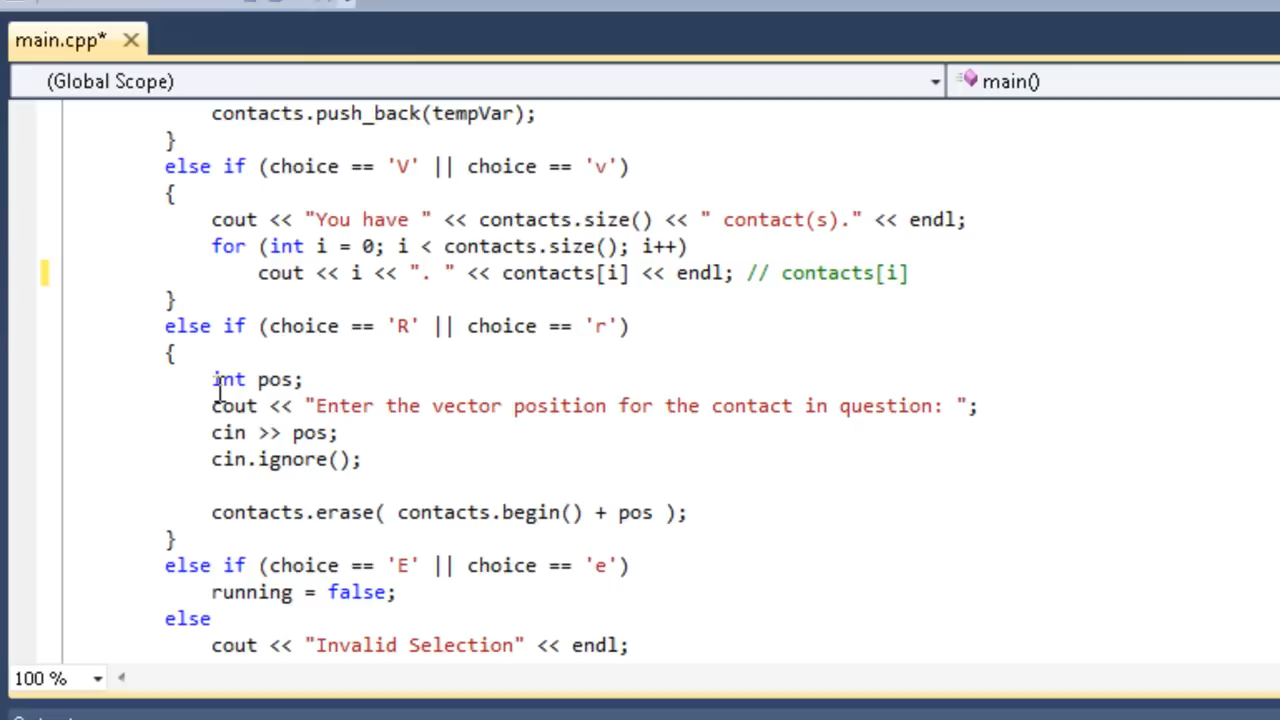 main.cpp*
(Global Scope)
main()
contacts.push_back(tempVar);
}
else if (choice == 'V' || choice == 'v')
{
cout << "You have " << contacts.size() << " contact(s)." << endl;
for (int i = 0; i < contacts.size(); i++)
cout << i << ". " << contacts[i] << endl; // contacts[i]
}
else if (choice == 'R' || choice == 'r')
{
int pos;
cout << "Enter the vector position for the contact in question: ";
cin >> pos;
cin.ignore();
contacts.erase( contacts.begin() + pos );
}
else if (choice == 'E' || choice == 'e')
running = false;
else
cout << "Invalid Selection" << endl;
100 %